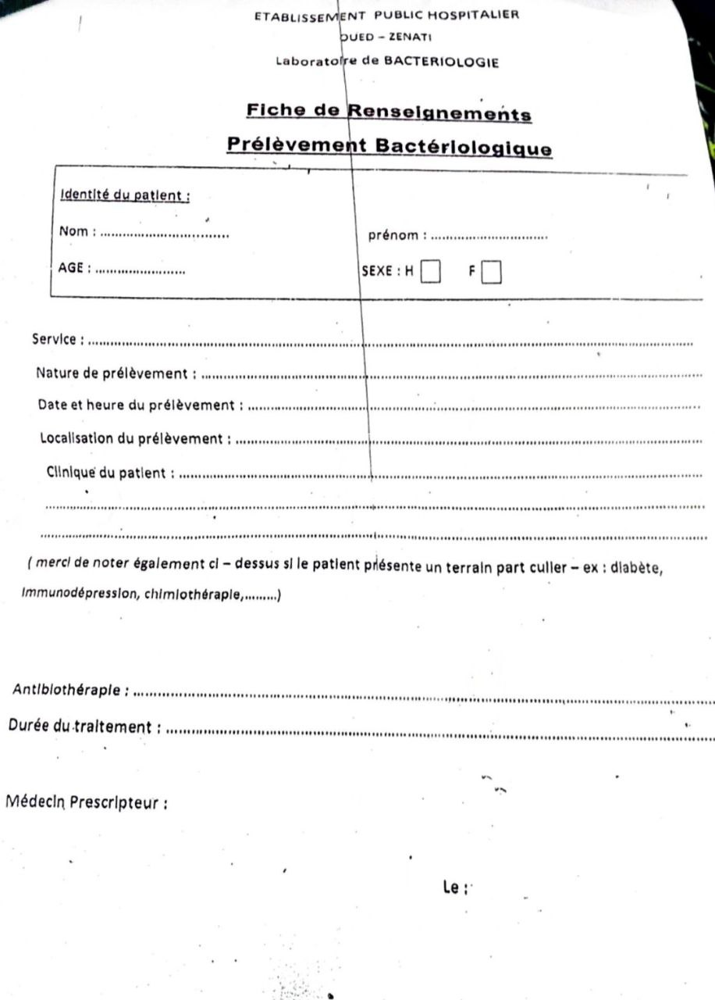 ETABLISSEMENT PUBLIC HOSPITALIER
OUED – ZENATI
Laboratoire de BACTERIOLOGIE
Fiche de Renseignements
Prélèvement Bactériologique
Identité du patient :
Nom : .................................. prénom : ...............................
AGE : ........................ SEXE : H F
Service : ................................................................................
Nature de prélèvement : ................................................................................
Date et heure du prélèvement : ................................................................................
Localisation du prélèvement : ................................................................................
Clinique du patient : ................................................................................
................................................................................
................................................................................
( merci de noter également ci – dessus si le patient présente un terrain part culier – ex : diabète,
immunodépression, chimiothérapie,.........)
Antibiothérapie : ................................................................................
Durée du traitement : ................................................................................
Médecin Prescripteur :
Le :